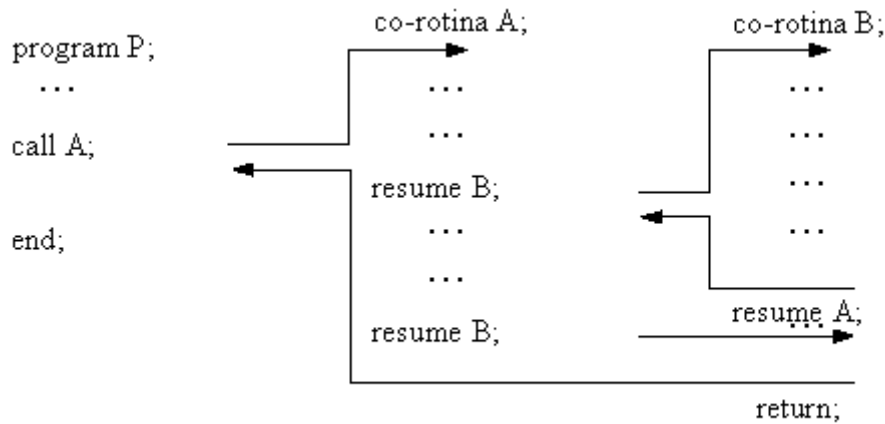 program P;
...
call A;
end;
co-rotina A;
...
...
resume B;
...
...
resume B;
co-rotina B;
...
...
...
...
resume A;
...
return;